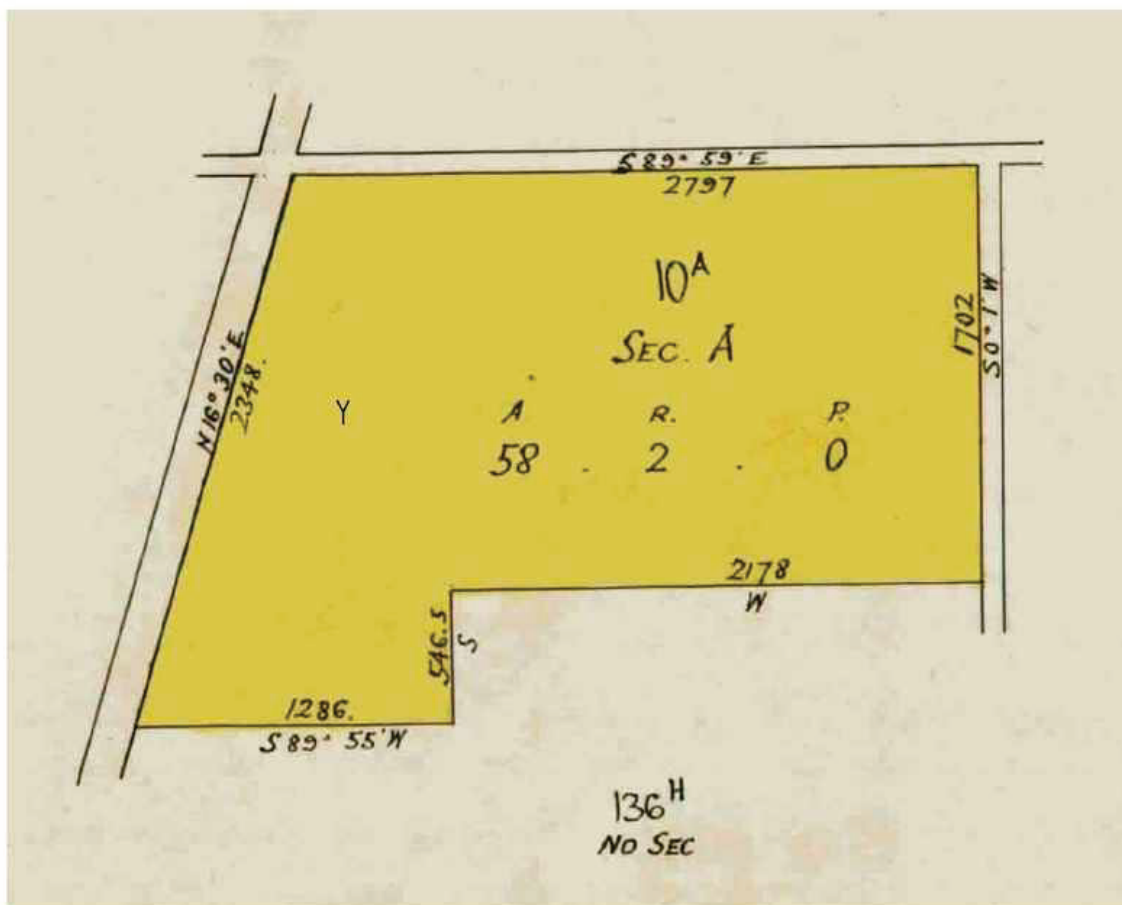 S 89° 59' E
2797
10A
SEC. A
1702
S 0° 1' W
N 16° 30' E
2348.
Y
A R. P.
58 . 2 . 0
2178
W
546.5
S
1286.
S 89° 55' W
136H
NO SEC